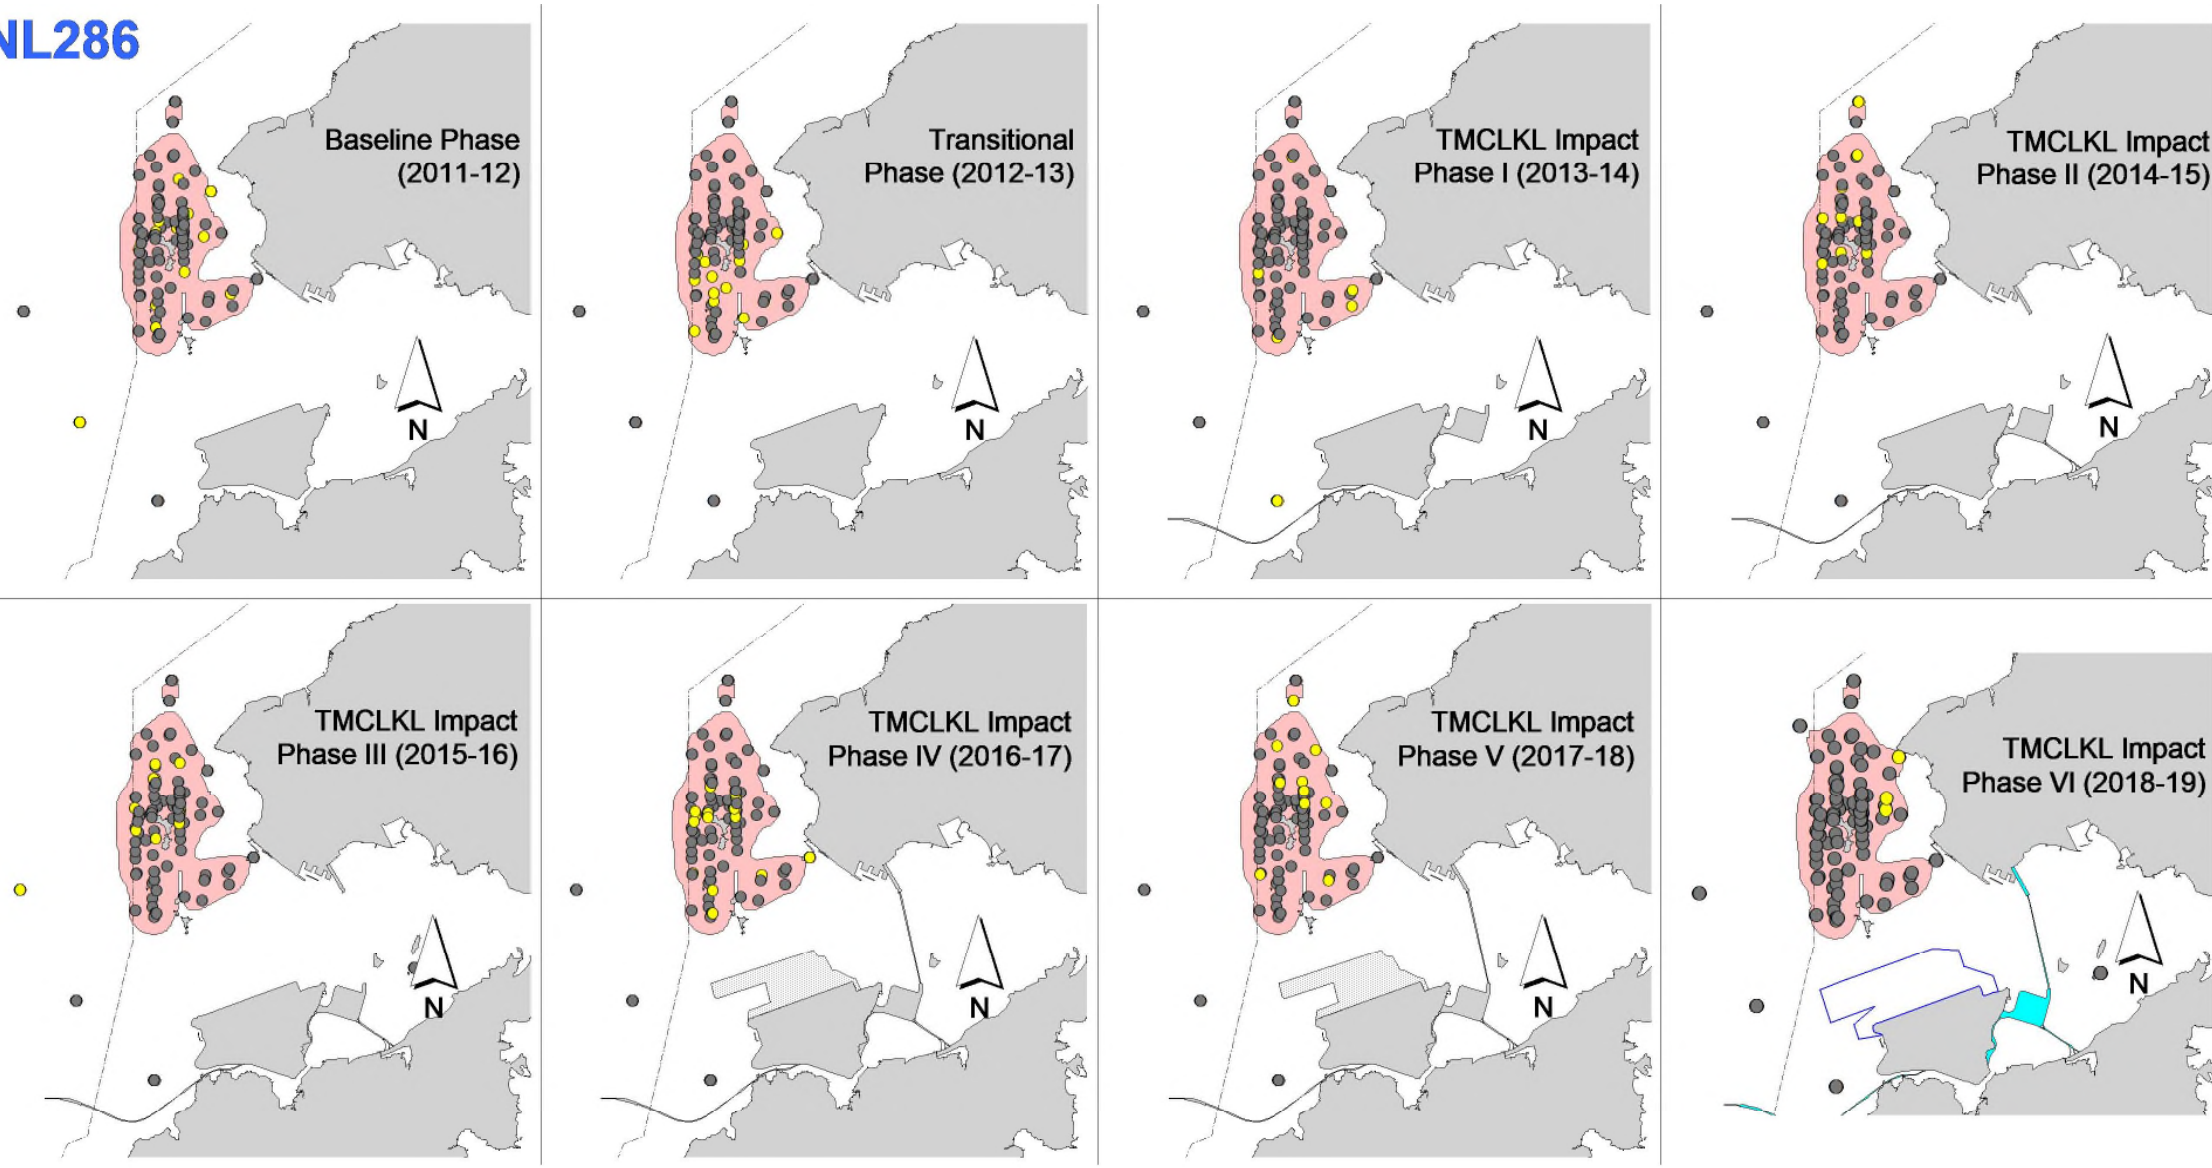 NL286
Baseline Phase
(2011-12)
N
Transitional
Phase (2012-13)
N
TMCLKL Impact
Phase I (2013-14)
N
TMCLKL Impact
Phase II (2014-15)
N
TMCLKL Impact
Phase III (2015-16)
N
TMCLKL Impact
Phase IV (2016-17)
N
TMCLKL Impact
Phase V (2017-18)
N
TMCLKL Impact
Phase VI (2018-19)
N